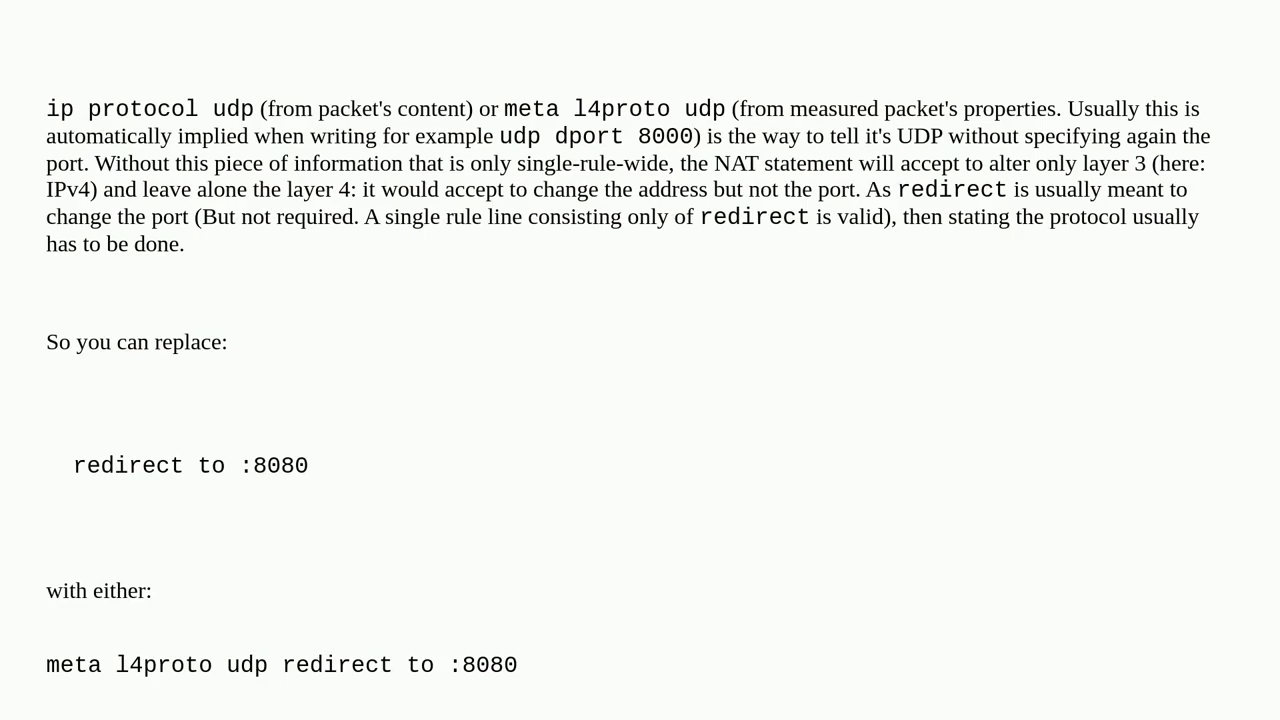 ip protocol udp (from packet's content) or meta l4proto udp (from measured packet's properties. Usually this is
automatically implied when writing for example udp dport 8000) is the way to tell it's UDP without specifying again the
port. Without this piece of information that is only single-rule-wide, the NAT statement will accept to alter only layer 3 (here:
IPv4) and leave alone the layer 4: it would accept to change the address but not the port. As redirect is usually meant to
change the port (But not required. A single rule line consisting only of redirect is valid), then stating the protocol usually
has to be done.
So you can replace:
redirect to :8080
with either:
meta l4proto udp redirect to :8080